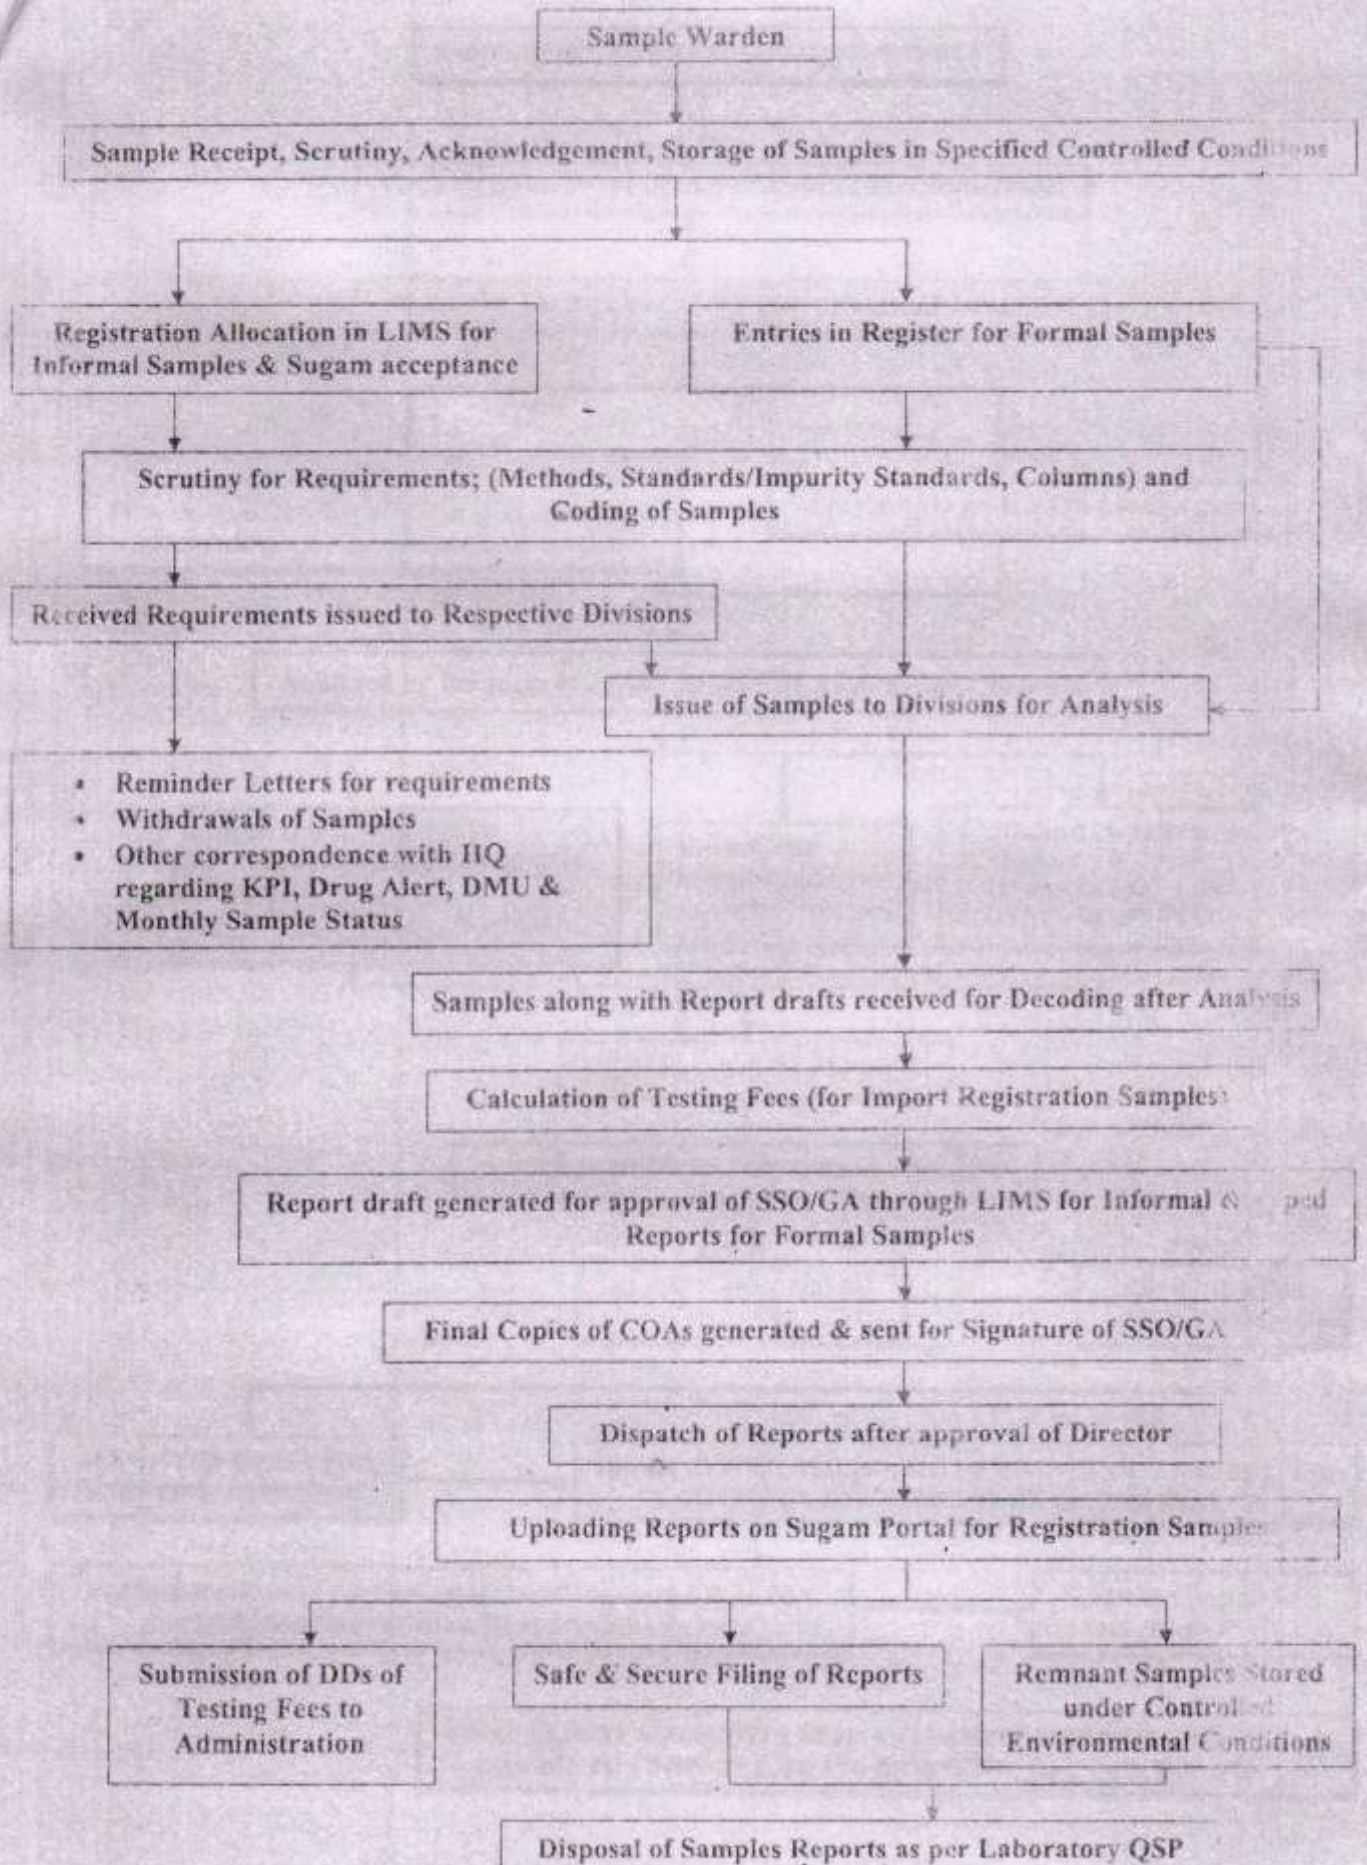 Sample Warden
Sample Receipt, Scrutiny, Acknowledgement, Storage of Samples in Specified Controlled Conditions
Registration Allocation in LIMS for
Informal Samples & Sugam acceptance
Entries in Register for Formal Samples
Scrutiny for Requirements; (Methods, Standards/Impurity Standards, Columns) and
Coding of Samples
Received Requirements issued to Respective Divisions
Issue of Samples to Divisions for Analysis
• Reminder Letters for requirements
• Withdrawals of Samples
• Other correspondence with HQ
regarding KPI, Drug Alert, DMU &
Monthly Sample Status
Samples along with Report drafts received for Decoding after Analysis
Calculation of Testing Fees (for Import Registration Samples)
Report draft generated for approval of SSO/GA through LIMS for Informal &
Reports for Formal Samples
Final Copies of COAs generated & sent for Signature of SSO/GA
Dispatch of Reports after approval of Director
Uploading Reports on Sugam Portal for Registration Samples
Submission of DDs of
Testing Fees to
Administration
Safe & Secure Filing of Reports
Remnant Samples Stored
under Controlled
Environmental Conditions
Disposal of Samples Reports as per Laboratory QSP